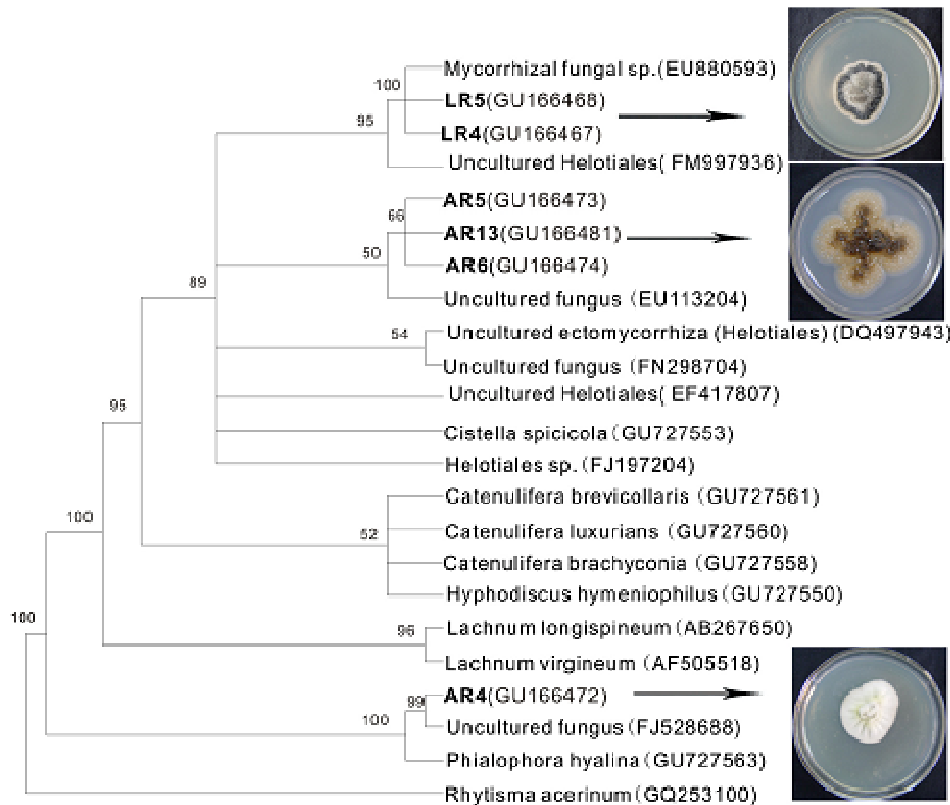 Mycorrhizal fungal sp.(EU880593)
100
LR5(GU166468)
95
LR4(GU166467)
Uncultured Helotiales( FM997936)
AR5(GU166473)
66
AR13(GU166481)
50
AR6(GU166474)
89
Uncultured fungus (EU113204)
54
Uncultured ectomycorrhiza (Helotiales) (DQ497943)
Uncultured fungus (FN298704)
Uncultured Helotiales( EF417807)
95
Cistella spicicola (GU727553)
Helotiales sp. (FJ197204)
Catenulifera brevicollaris (GU727561)
100
52
Catenulifera luxurians (GU727560)
Catenulifera brachyconia (GU727558)
Hyphodiscus hymeniophilus (GU727550)
100
96
Lachnum longispineum (AB267650)
Lachnum virgineum (AF505518)
AR4(GU166472)
99
100
Uncultured fungus (FJ528688)
Phialophora hyalina (GU727563)
Rhytisma acerinum (GQ253100)